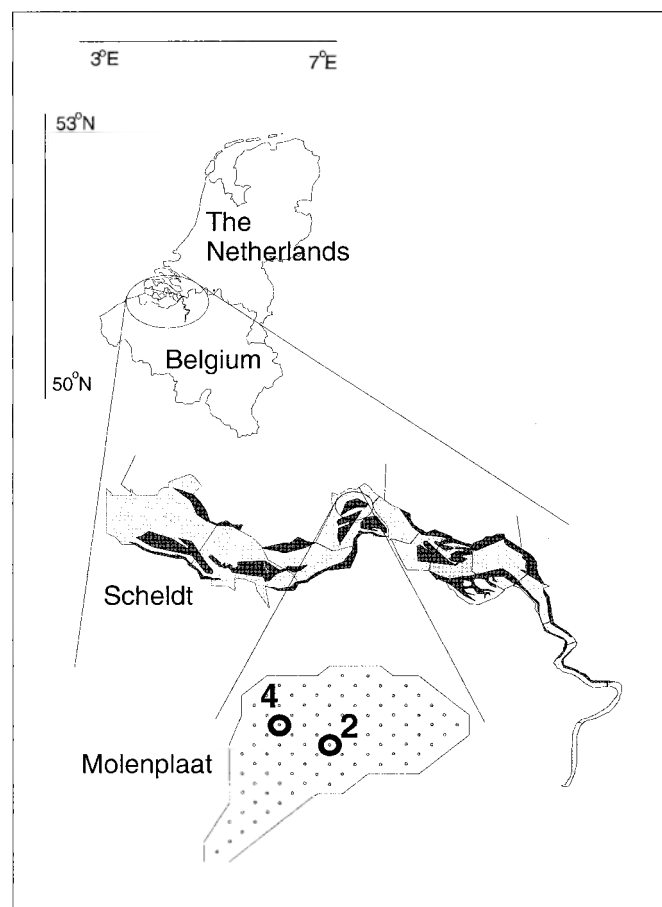 3°E 7°E
53°N
The
Netherlands
Belgium
50°N
Scheldt
4
2
Molenplaat